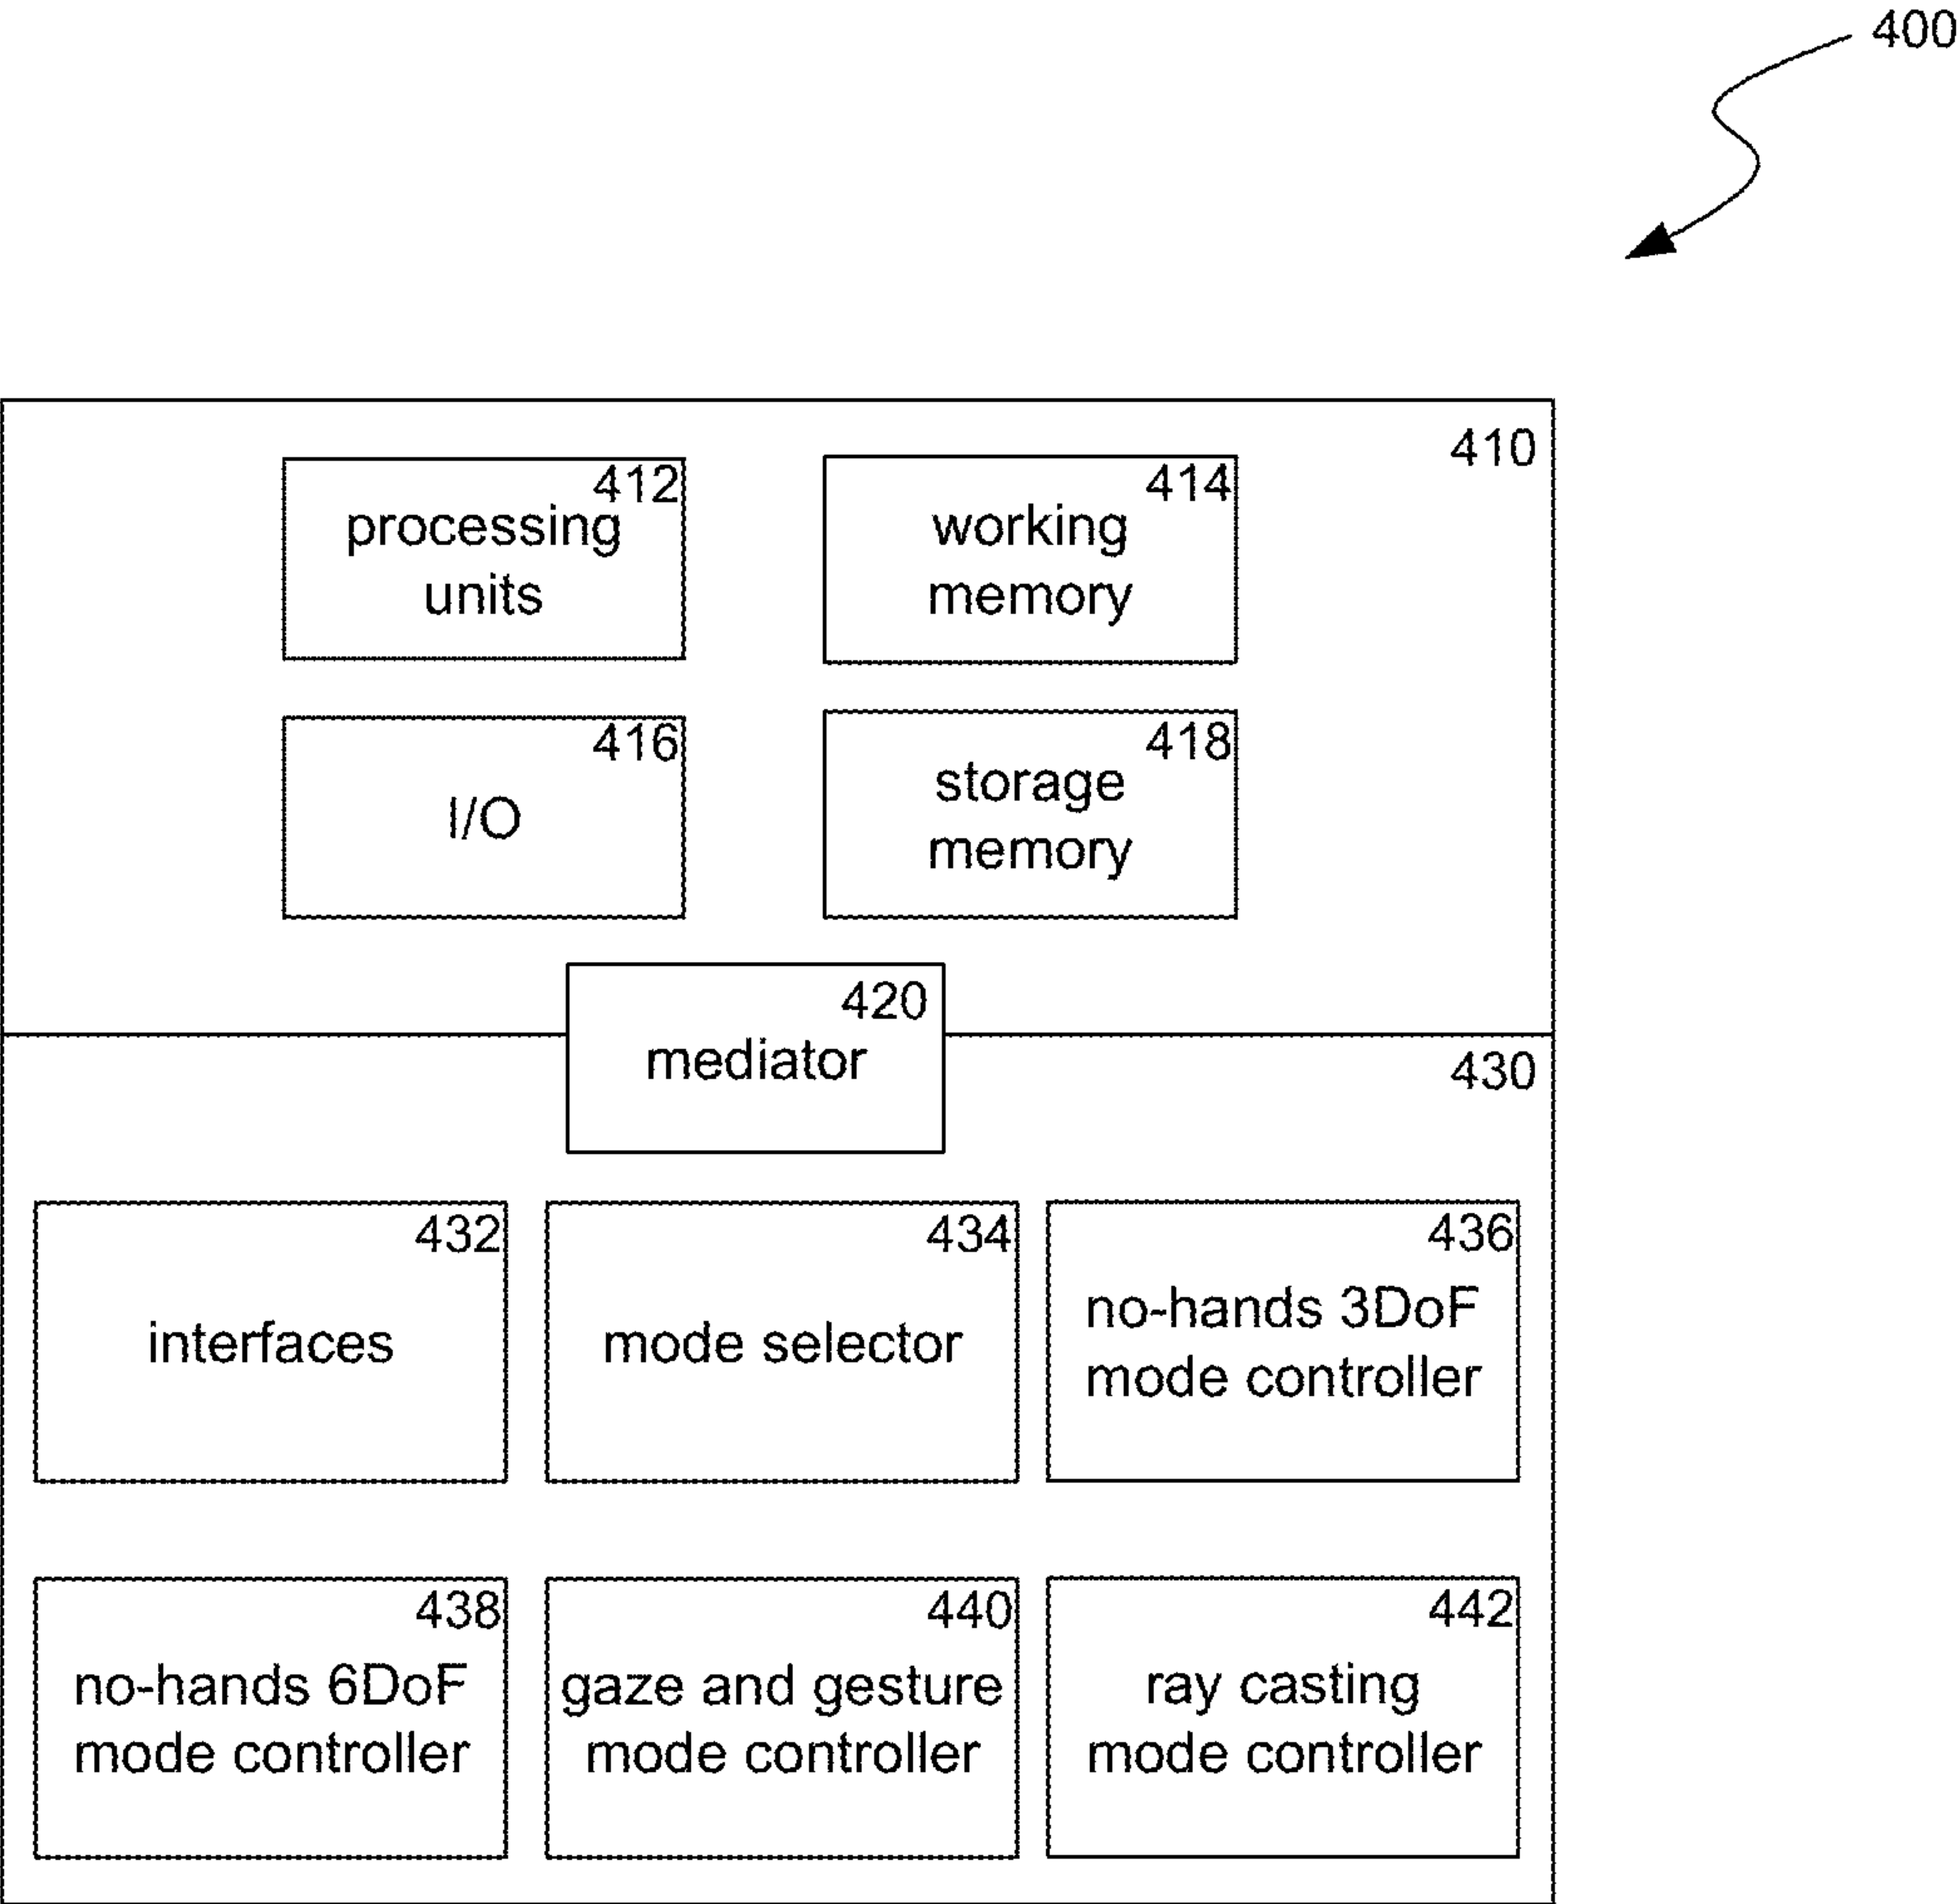 400
410
412
processing
units
414
working
memory
416
I/O
418
storage
memory
420
mediator
430
432
interfaces
434
mode selector
436
no-hands 3DoF
mode controller
438
no-hands 6DoF
mode controller
440
gaze and gesture
mode controller
442
ray casting
mode controller